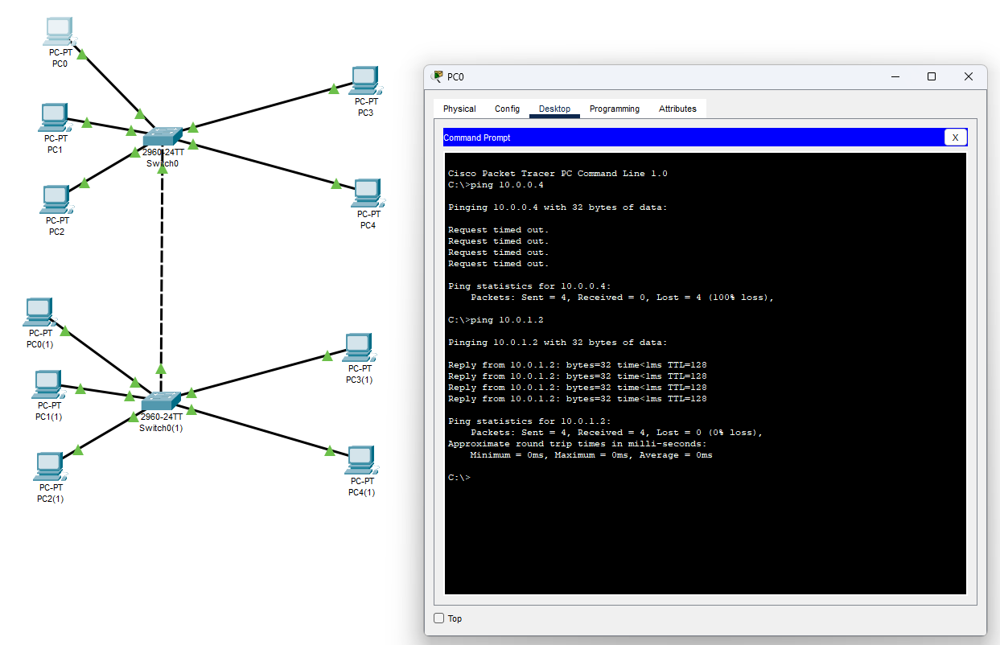 PC-PT
PC0
PC-PT
PC1
PC-PT
PC2
PC-PT
PC3
PC-PT
PC4
2960-24TT
Switch0
PC-PT
PC0(1)
PC-PT
PC1(1)
PC-PT
PC2(1)
PC-PT
PC3(1)
PC-PT
PC4(1)
2960-24TT
Switch0(1)
PC0
Physical Config Desktop Programming Attributes
Command Prompt X
Cisco Packet Tracer PC Command Line 1.0
C:\>ping 10.0.0.4
Pinging 10.0.0.4 with 32 bytes of data:
Request timed out.
Request timed out.
Request timed out.
Request timed out.
Ping statistics for 10.0.0.4:
Packets: Sent = 4, Received = 0, Lost = 4 (100% loss),
C:\>ping 10.0.1.2
Pinging 10.0.1.2 with 32 bytes of data:
Reply from 10.0.1.2: bytes=32 time<1ms TTL=128
Reply from 10.0.1.2: bytes=32 time<1ms TTL=128
Reply from 10.0.1.2: bytes=32 time<1ms TTL=128
Reply from 10.0.1.2: bytes=32 time<1ms TTL=128
Ping statistics for 10.0.1.2:
Packets: Sent = 4, Received = 4, Lost = 0 (0% loss),
Approximate round trip times in milli-seconds:
Minimum = 0ms, Maximum = 0ms, Average = 0ms
C:\>
Top